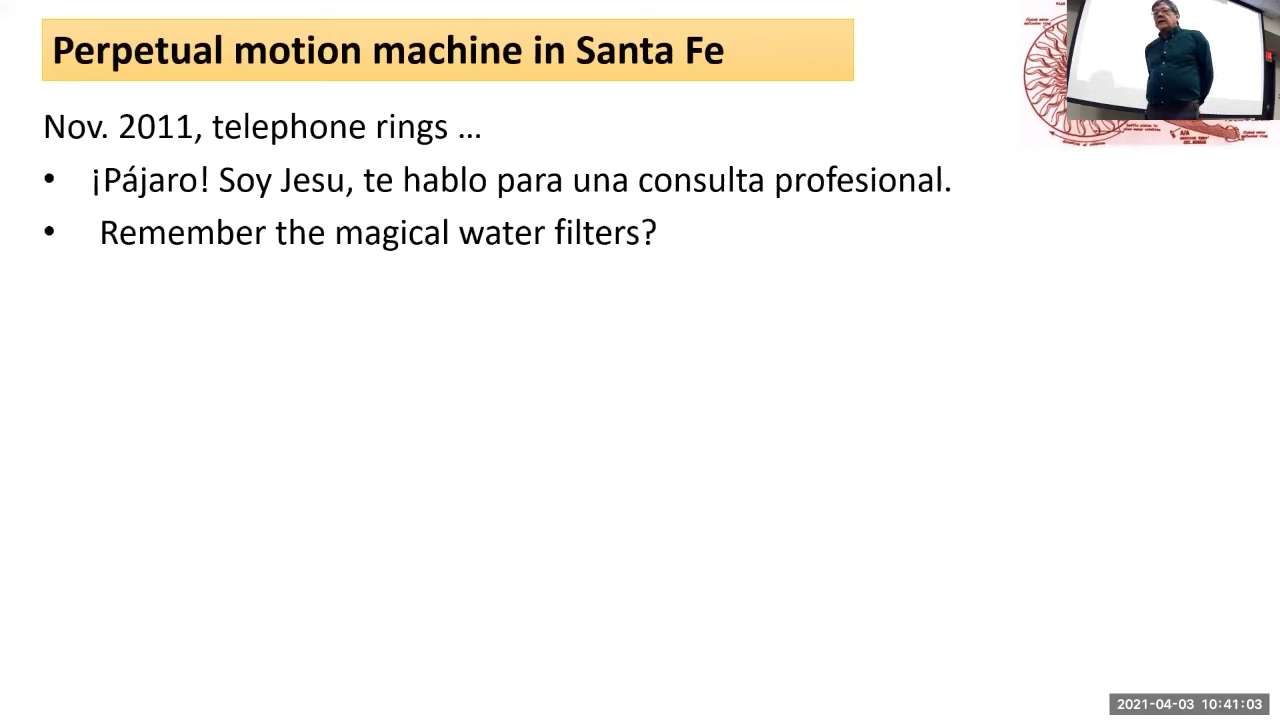 Perpetual motion machine in Santa Fe
Nov. 2011, telephone rings …
• ¡Pájaro! Soy Jesu, te hablo para una consulta profesional.
• Remember the magical water filters?
A/A
2021-04-03 10:41:03